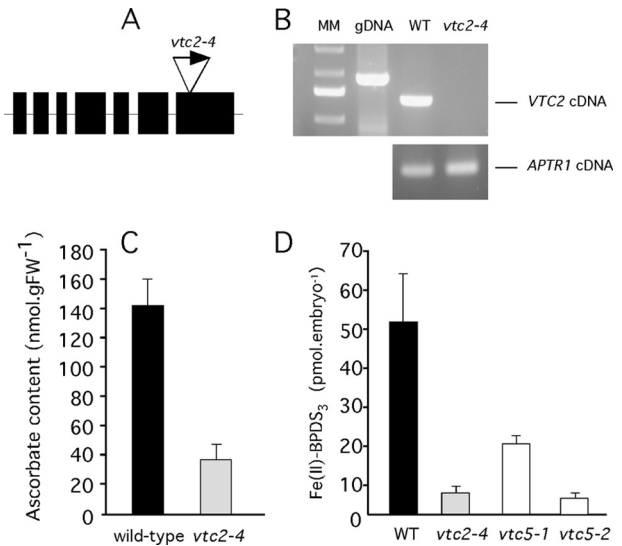 A
vtc2-4
B
MM gDNA WT vtc2-4
VTC2 cDNA
APTR1 cDNA
C
Ascorbate content (nmol.gFW-1)
180
160
140
120
100
80
60
40
20
0
wild-type vtc2-4
D
Fe(II)-BPDS3 (pmol.embryo-1)
70
60
50
40
30
20
10
0
WT vtc2-4 vtc5-1 vtc5-2